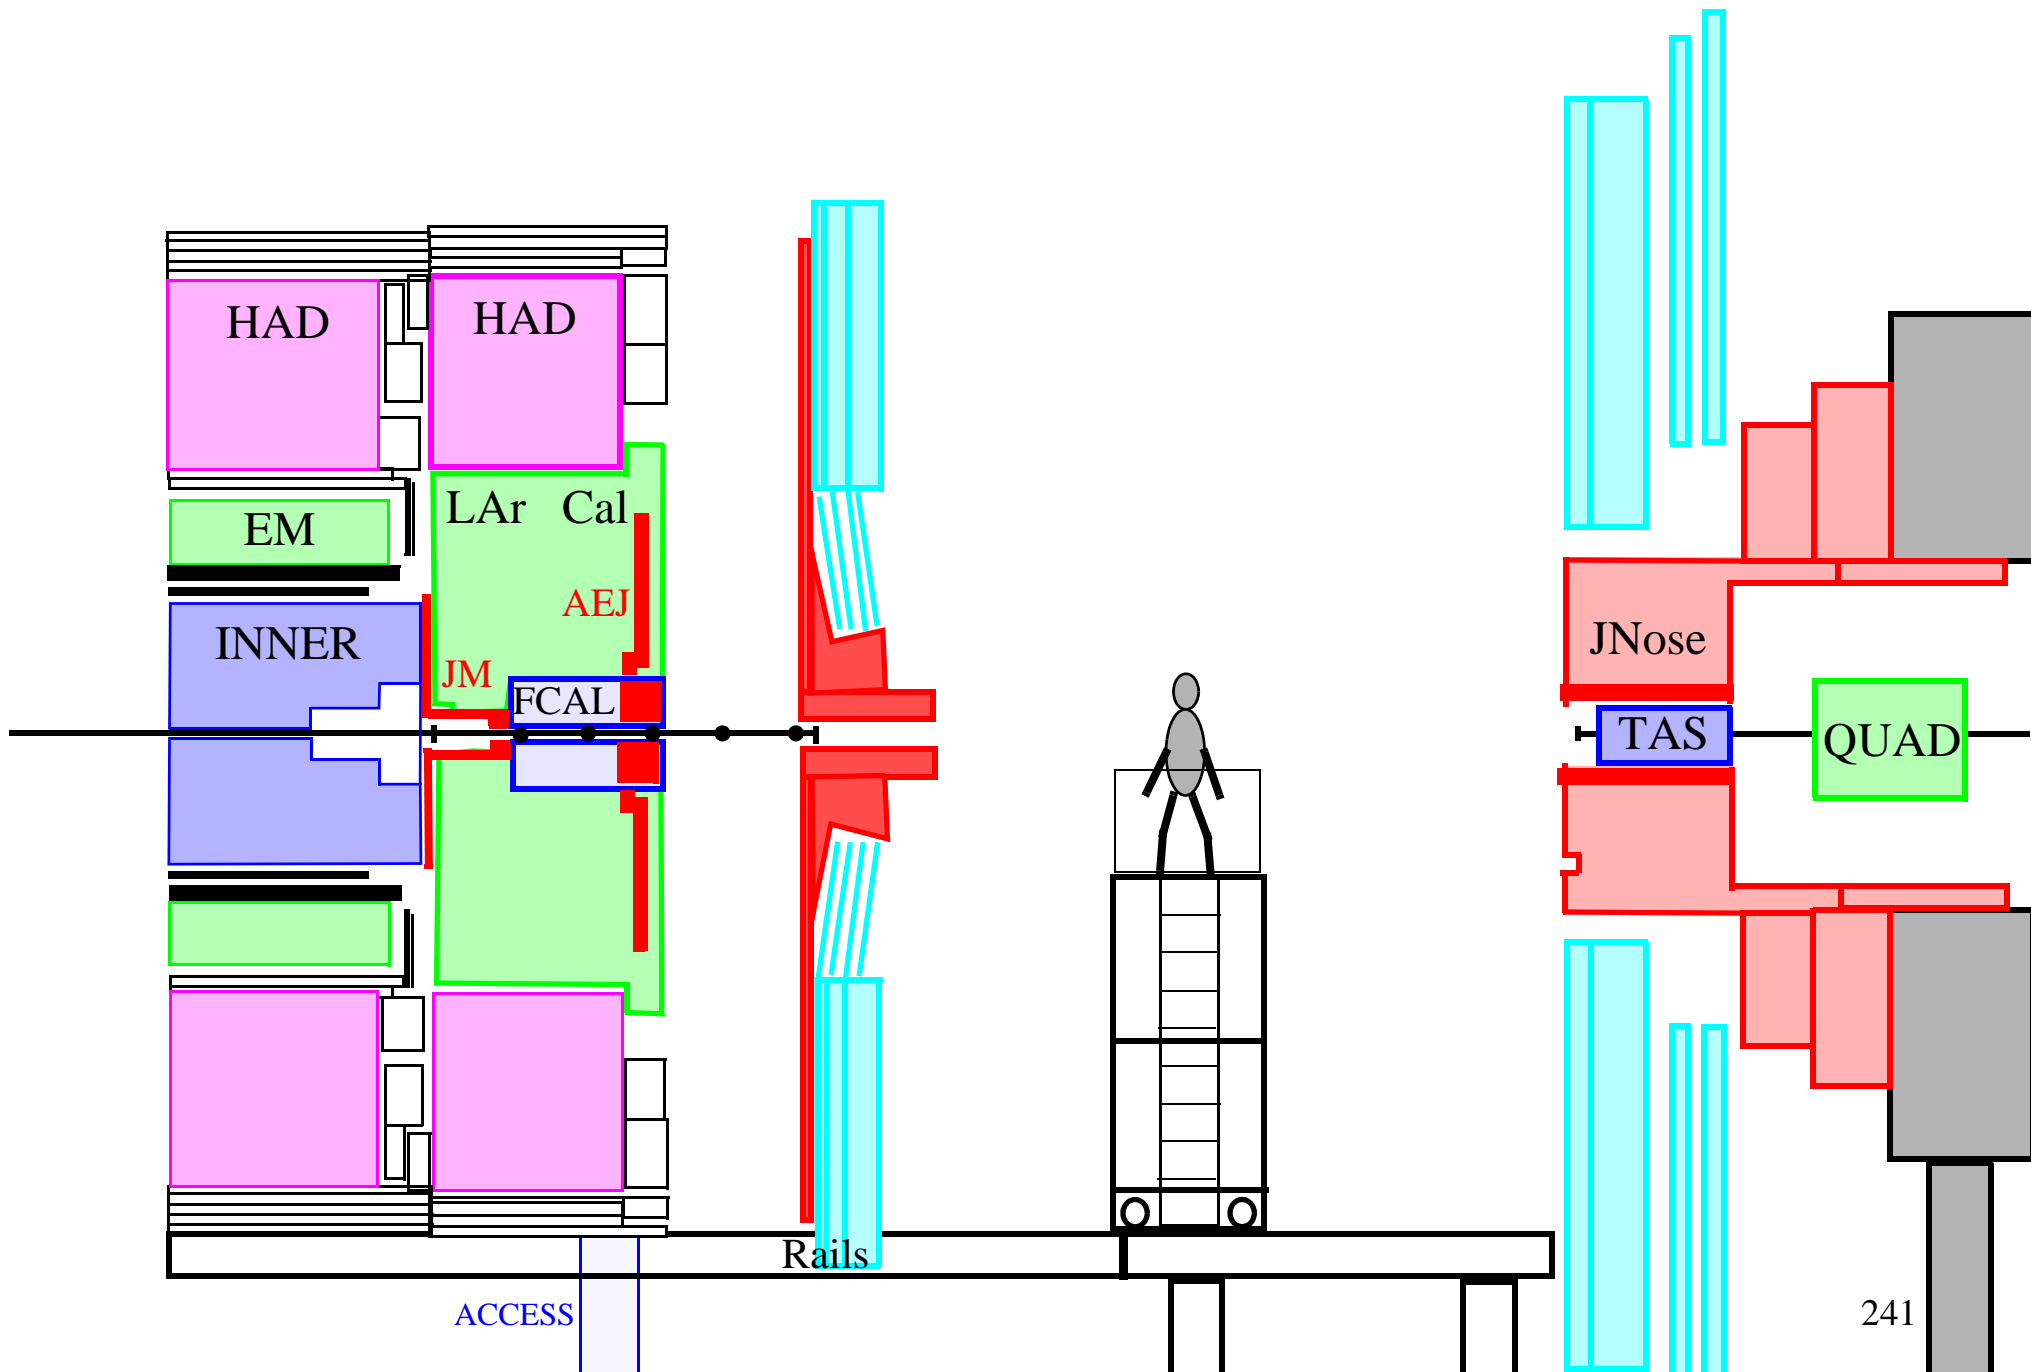 HAD HAD
LAr Cal
EM
AEJ
INNER
JM
FCAL
JNose
TAS
QUAD
Rails
ACCESS
241